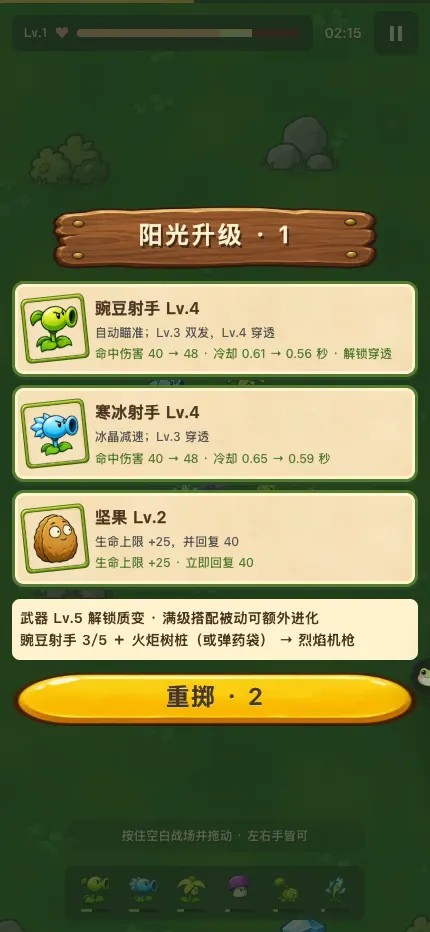 Lv.1
02:15
阳光升级 · 1
豌豆射手 Lv.4
自动瞄准；Lv.3 双发，Lv.4 穿透
命中伤害 40 → 48 · 冷却 0.61 → 0.56 秒 · 解锁穿透
寒冰射手 Lv.4
冰晶减速；Lv.3 穿透
命中伤害 40 → 48 · 冷却 0.65 → 0.59 秒
坚果 Lv.2
生命上限 +25，并回复 40
生命上限 +25 · 立即回复 40
武器 Lv.5 解锁质变 · 满级搭配被动可额外进化
豌豆射手 3/5 + 火炬树桩（或弹药袋） → 烈焰机枪
重掷 · 2
按住空白战场并拖动 · 左右手皆可